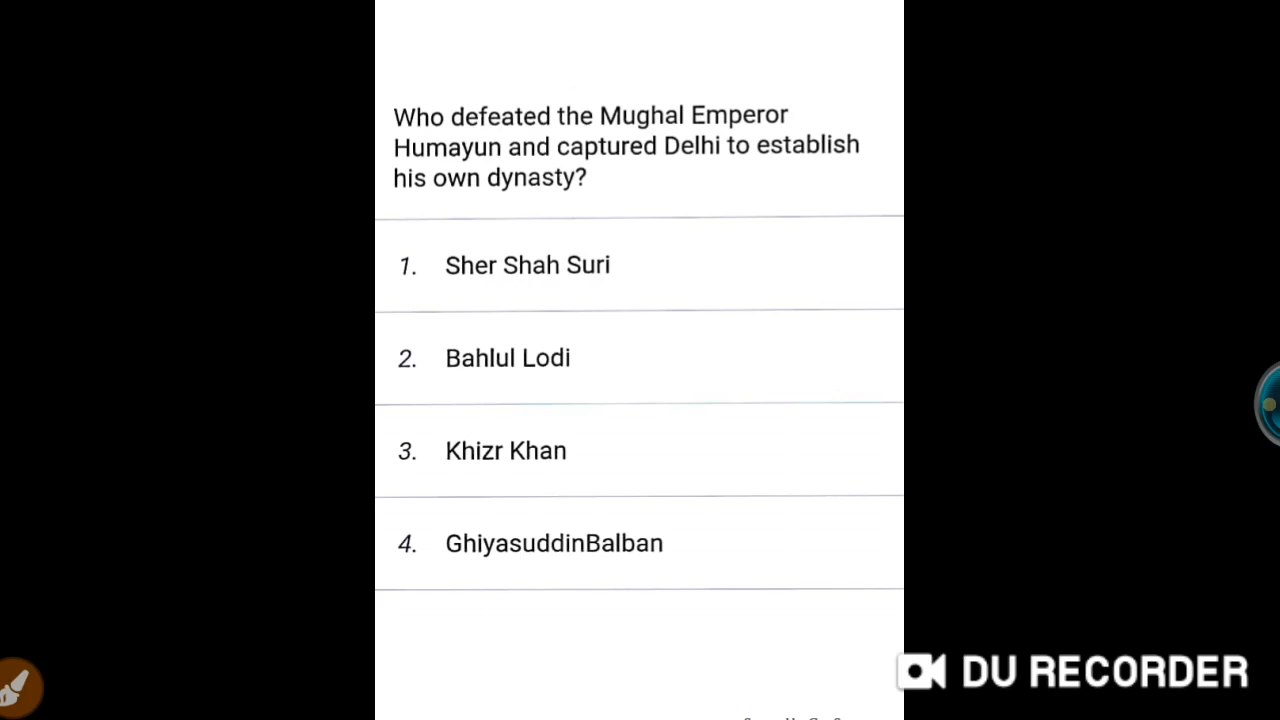 Who defeated the Mughal Emperor
Humayun and captured Delhi to establish
his own dynasty?
1. Sher Shah Suri
2. Bahlul Lodi
3. Khizr Khan
4. GhiyasuddinBalban
DU RECORDER